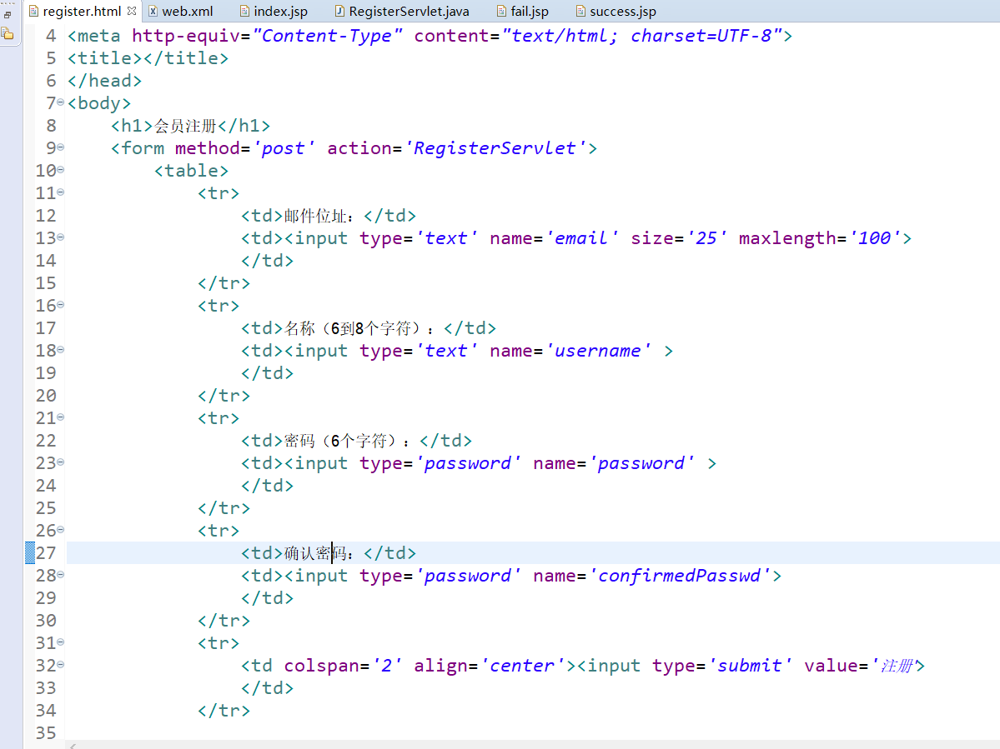 register.html web.xml index.jsp RegisterServlet.java fail.jsp success.jsp
4 <meta http-equiv="Content-Type" content="text/html; charset=UTF-8">
5 <title></title>
6 </head>
7 <body>
8 <h1>会员注册</h1>
9 <form method='post' action='RegisterServlet'>
10 <table>
11 <tr>
12 <td>邮件位址：</td>
13 <td><input type='text' name='email' size='25' maxlength='100'>
14 </td>
15 </tr>
16 <tr>
17 <td>名称（6到8个字符）：</td>
18 <td><input type='text' name='username' >
19 </td>
20 </tr>
21 <tr>
22 <td>密码（6个字符）：</td>
23 <td><input type='password' name='password' >
24 </td>
25 </tr>
26 <tr>
27 <td>确认密码：</td>
28 <td><input type='password' name='confirmedPasswd'>
29 </td>
30 </tr>
31 <tr>
32 <td colspan='2' align='center'><input type='submit' value='注册'>
33 </td>
34 </tr>
35